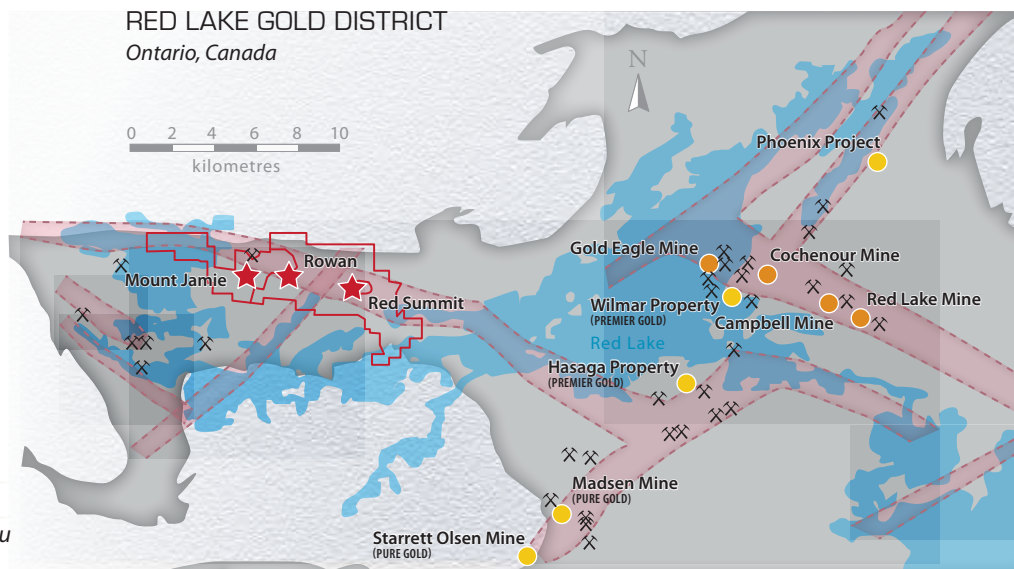 RED LAKE GOLD DISTRICT
Ontario, Canada
N
0 2 4 6 8 10
kilometres
Phoenix Project
Gold Eagle Mine
Cochenour Mine
Rowan
Mount Jamie
Red Summit
Wilmar Property
(PREMIER GOLD)
Red Lake Mine
Campbell Mine
Red Lake
Hasaga Property
(PREMIER GOLD)
Madsen Mine
(PURE GOLD)
Starrett Olsen Mine
(PURE GOLD)
u